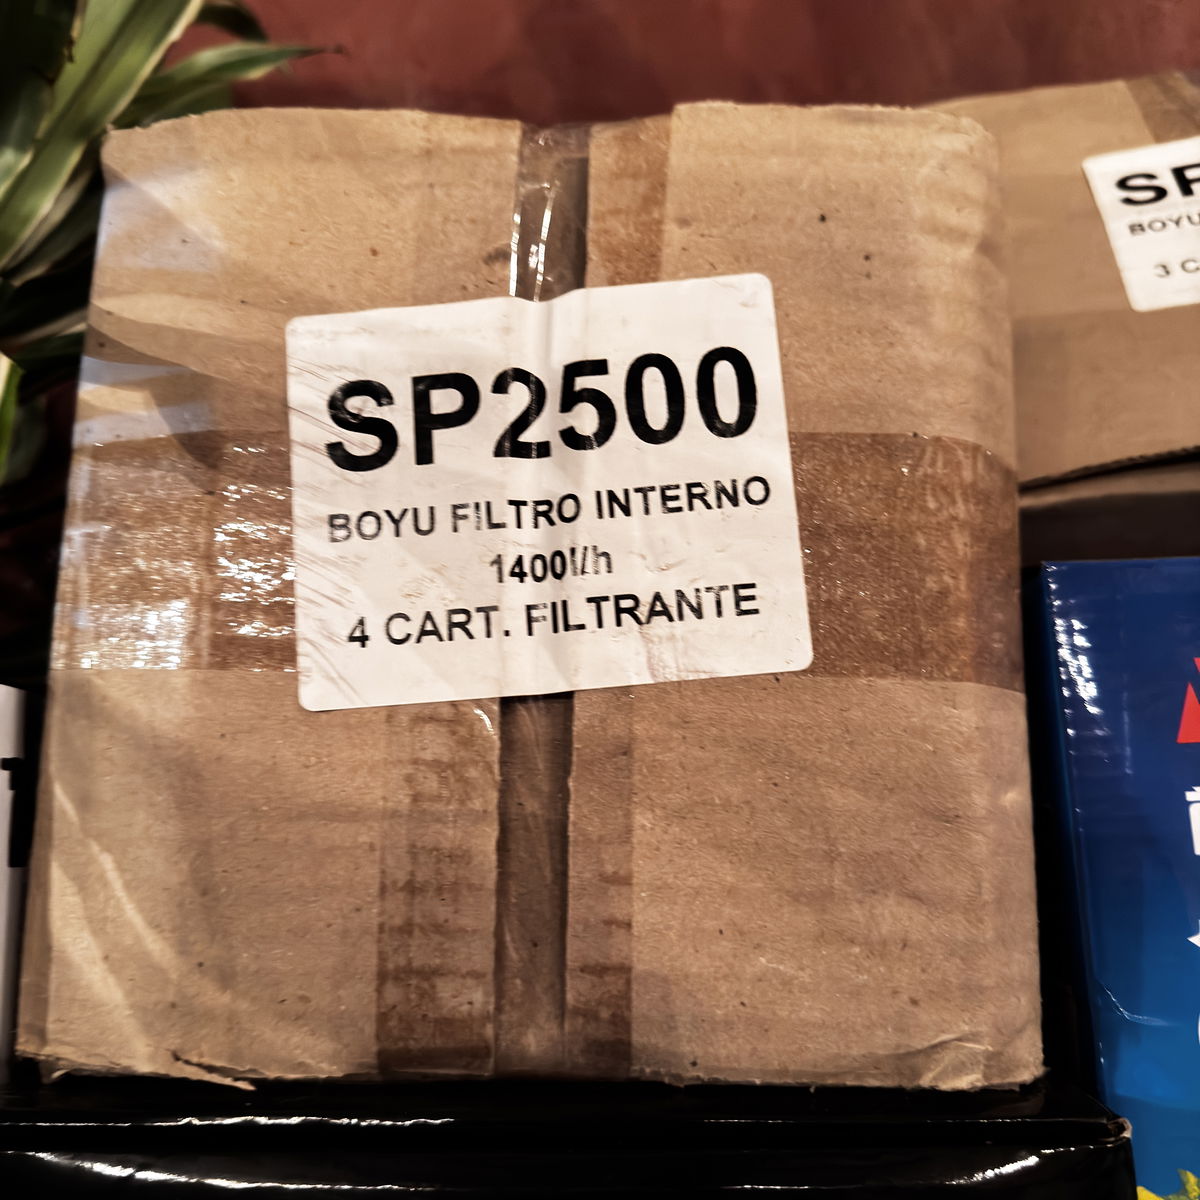 SP2500
BOYU FILTRO INTERNO
1400l/h
4 CART. FILTRANTE
SP
BOYU
3 C